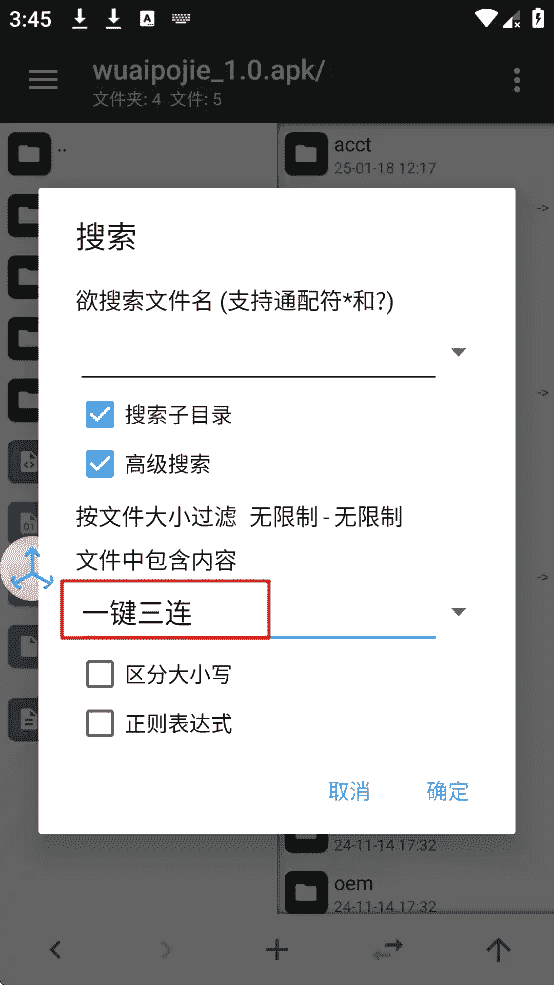 3:45
wuaipojie_1.0.apk/
文件夹: 4 文件: 5
..
acct
25-01-18 12:17
->
搜索
欲搜索文件名 (支持通配符*和?)
->
搜索子目录
高级搜索
按文件大小过滤 无限制 - 无限制
文件中包含内容
->
一键三连
区分大小写
正则表达式
取消 确定
24-11-14 17:32
oem
24-11-14 17:32